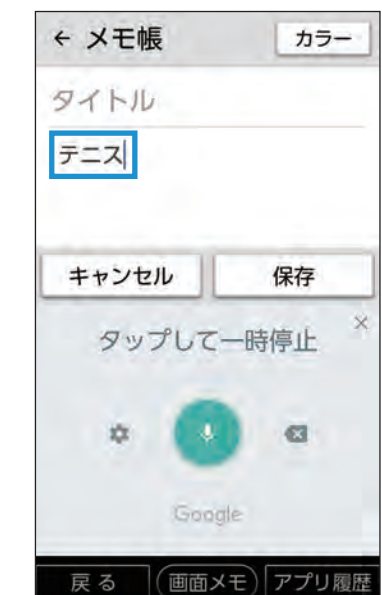 ← メモ帳 カラー
タイトル
テニス
キャンセル 保存
タップして一時停止 ×
Google
戻る 画面メモ アプリ履歴